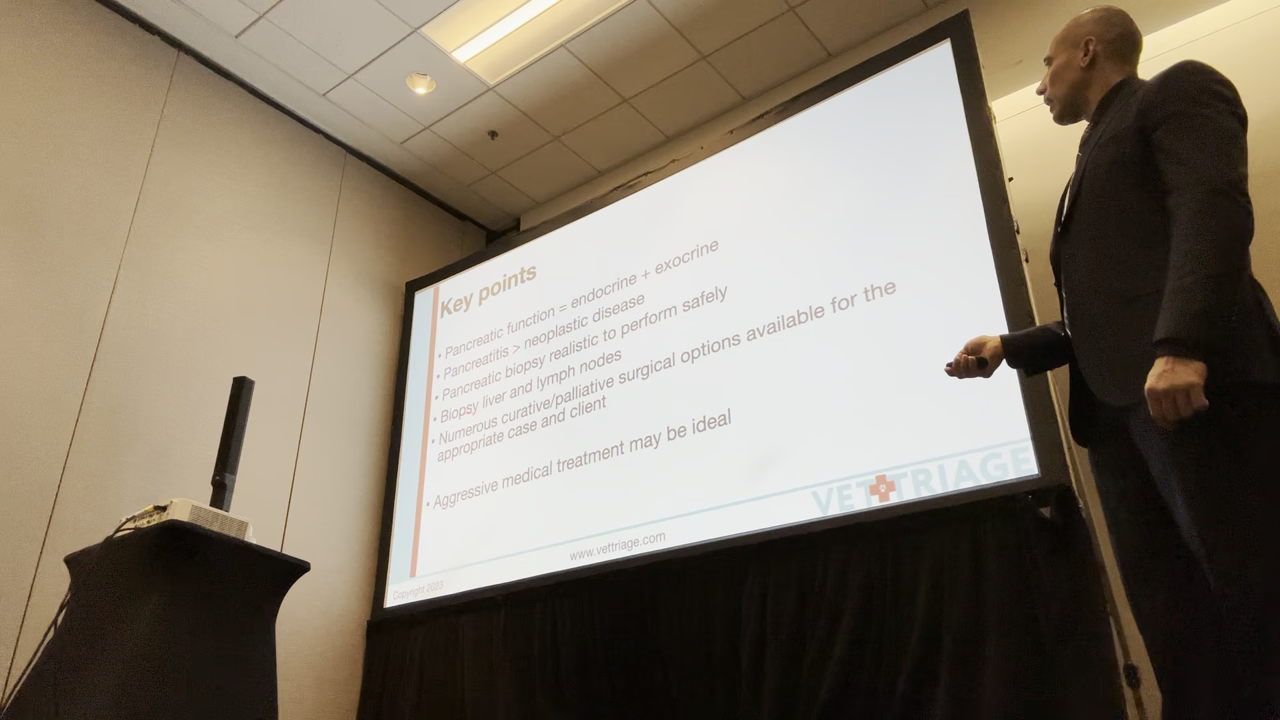 Key points
• Pancreatic function = endocrine + exocrine
• Pancreatitis > neoplastic disease
• Pancreatic biopsy realistic to perform safely
• Biopsy liver and lymph nodes
• Numerous curative/palliative surgical options available for the
appropriate case and client
• Aggressive medical treatment may be ideal
VET TRIAGE
www.vettriage.com
Copyright 2023